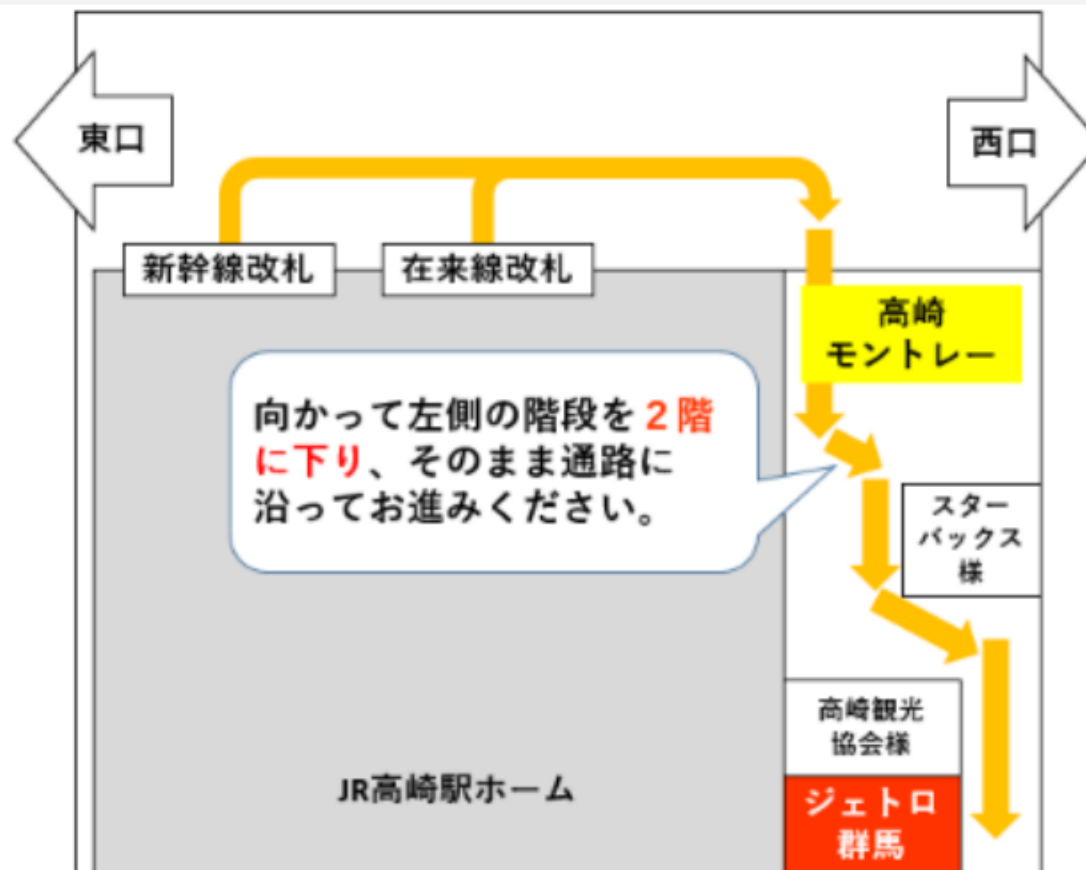 東口
西口
新幹線改札
在来線改札
高崎
モントレー
向かって左側の階段を2階
に下り、そのまま通路に
沿ってお進みください。
スター
バックス
様
高崎観光
協会様
JR高崎駅ホーム
ジェトロ
群馬